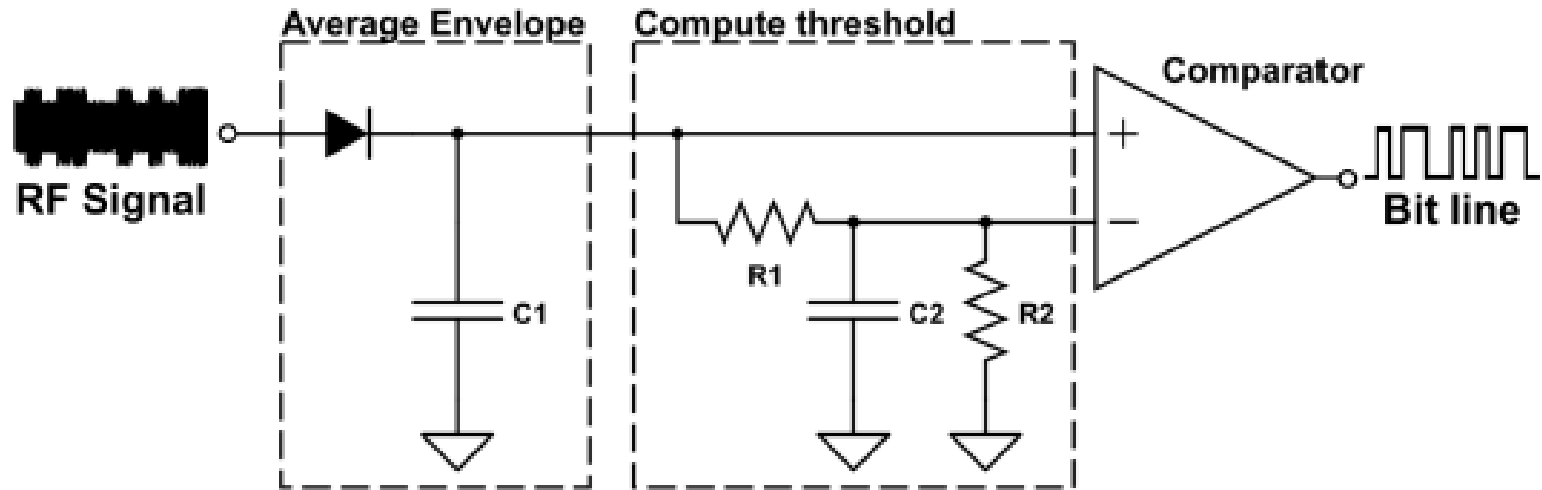 Average Envelope
Compute threshold
Comparator
RF Signal
+
−
Bit line
R1
C1
C2
R2